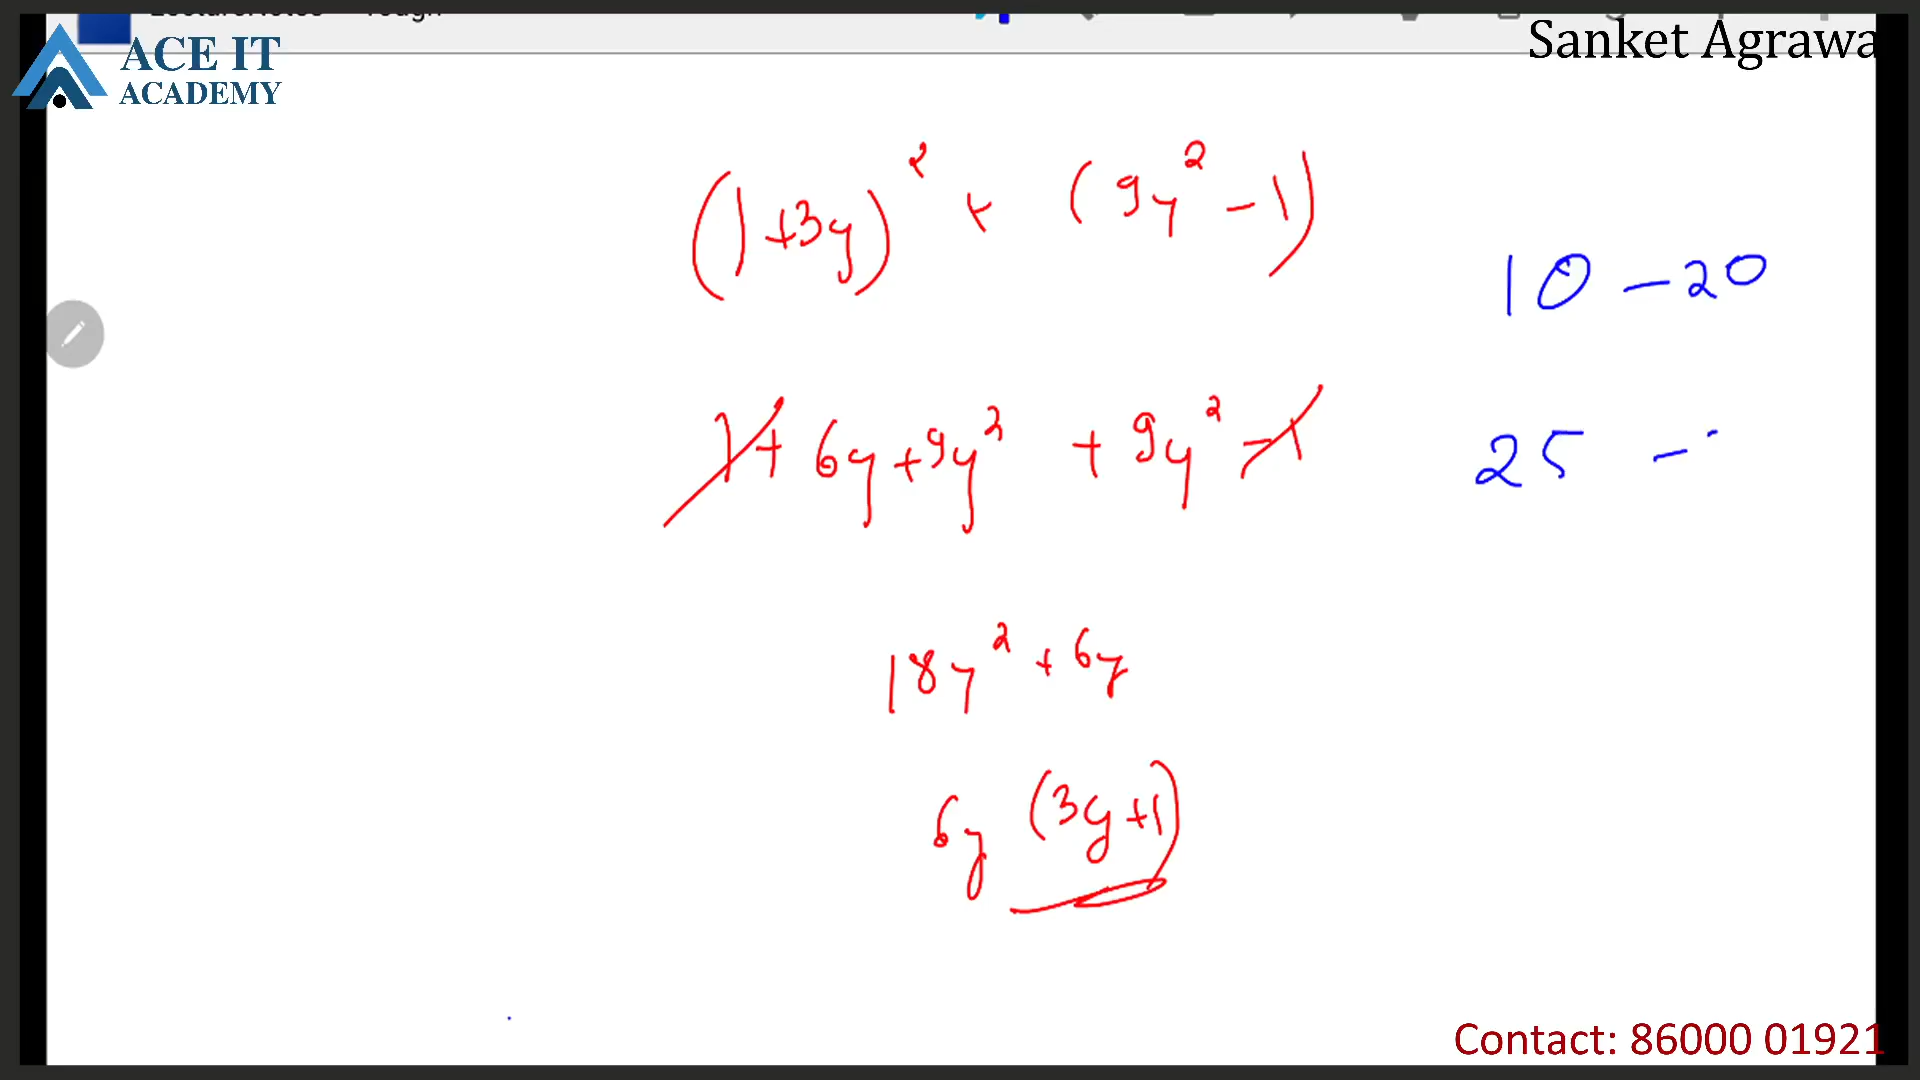 ACE IT
ACADEMY
Sanket Agrawa
(1+3y)² + (9y²-1)
10 - 20
1+6y+9y² + 9y² - 1
25 -
18y² + 6y
6y (3y+1)
Contact: 86000 01921